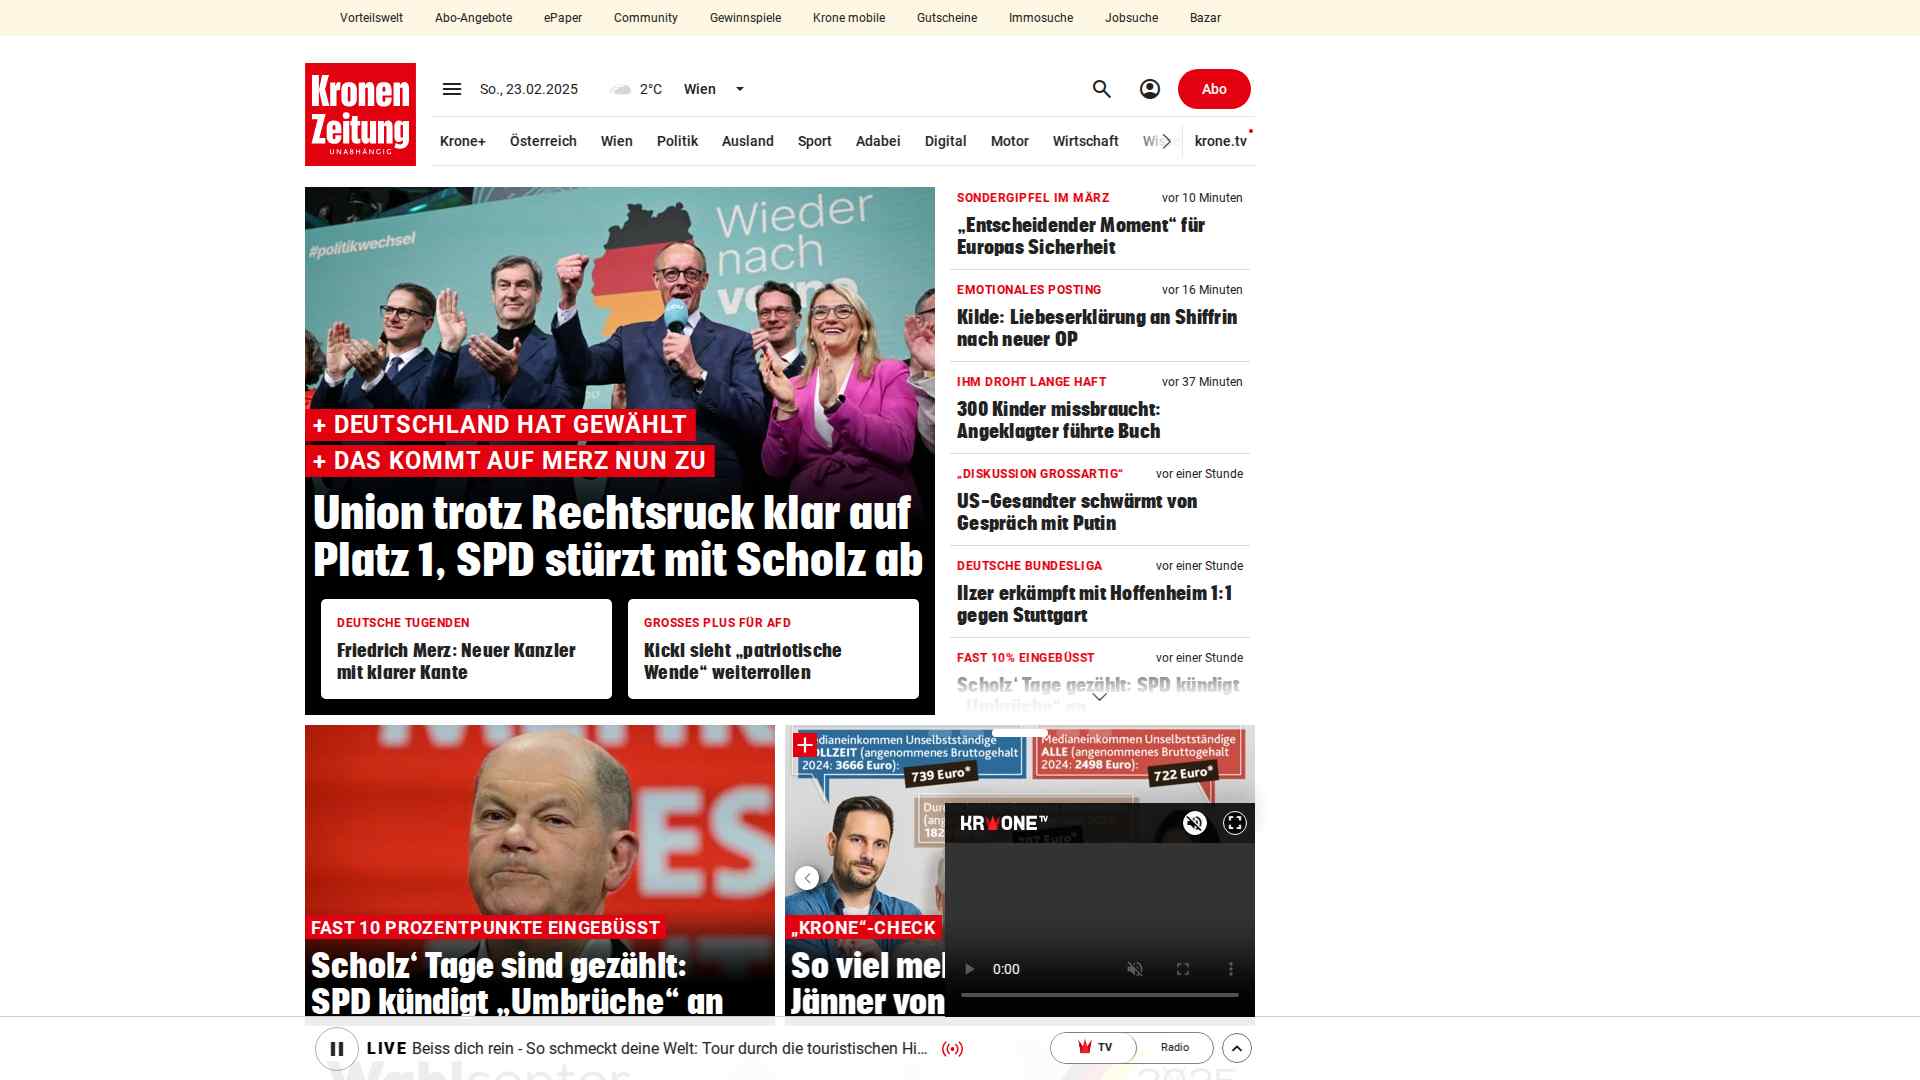 Vorteilswelt Abo-Angebote ePaper Community Gewinnspiele Krone mobile Gutscheine Immosuche Jobsuche Bazar
Kronen
Zeitung
UNABHÄNGIG
So., 23.02.2025 2°C Wien Abo
Krone+ Österreich Wien Politik Ausland Sport Adabei Digital Motor Wirtschaft krone.tv
#politikwechsel
Wieder
nach
vorne
+ DEUTSCHLAND HAT GEWÄHLT
+ DAS KOMMT AUF MERZ NUN ZU
Union trotz Rechtsruck klar auf
Platz 1, SPD stürzt mit Scholz ab
DEUTSCHE TUGENDEN
Friedrich Merz: Neuer Kanzler
mit klarer Kante
GROSSES PLUS FÜR AFD
Kickl sieht „patriotische
Wende“ weiterrollen
SONDERGIPFEL IM MÄRZ vor 10 Minuten
„Entscheidender Moment“ für
Europas Sicherheit
EMOTIONALES POSTING vor 16 Minuten
Kilde: Liebeserklärung an Shiffrin
nach neuer OP
IHM DROHT LANGE HAFT vor 37 Minuten
300 Kinder missbraucht:
Angeklagter führte Buch
„DISKUSSION GROSSARTIG“ vor einer Stunde
US-Gesandter schwärmt von
Gespräch mit Putin
DEUTSCHE BUNDESLIGA vor einer Stunde
Ilzer erkämpft mit Hoffenheim 1:1
gegen Stuttgart
FAST 10% EINGEBÜSST vor einer Stunde
Scholz‘ Tage gezählt: SPD kündigt
„Umbrüche“ an
FAST 10 PROZENTPUNKTE EINGEBÜSST
Scholz‘ Tage sind gezählt:
SPD kündigt „Umbrüche“ an
Medianeinkommen Unselbstständige
(angenommenes Bruttogehalt
2024: 3666 Euro):
739 Euro*
Medianeinkommen Unselbstständige
ALLE (angenommenes Bruttogehalt
2024: 2498 Euro):
722 Euro*
„KRONE“-CHECK
So viel
Jänner von
KRONE TV
0:00
LIVE Beiss dich rein - So schmeckt deine Welt: Tour durch die touristischen Hi...
TV Radio